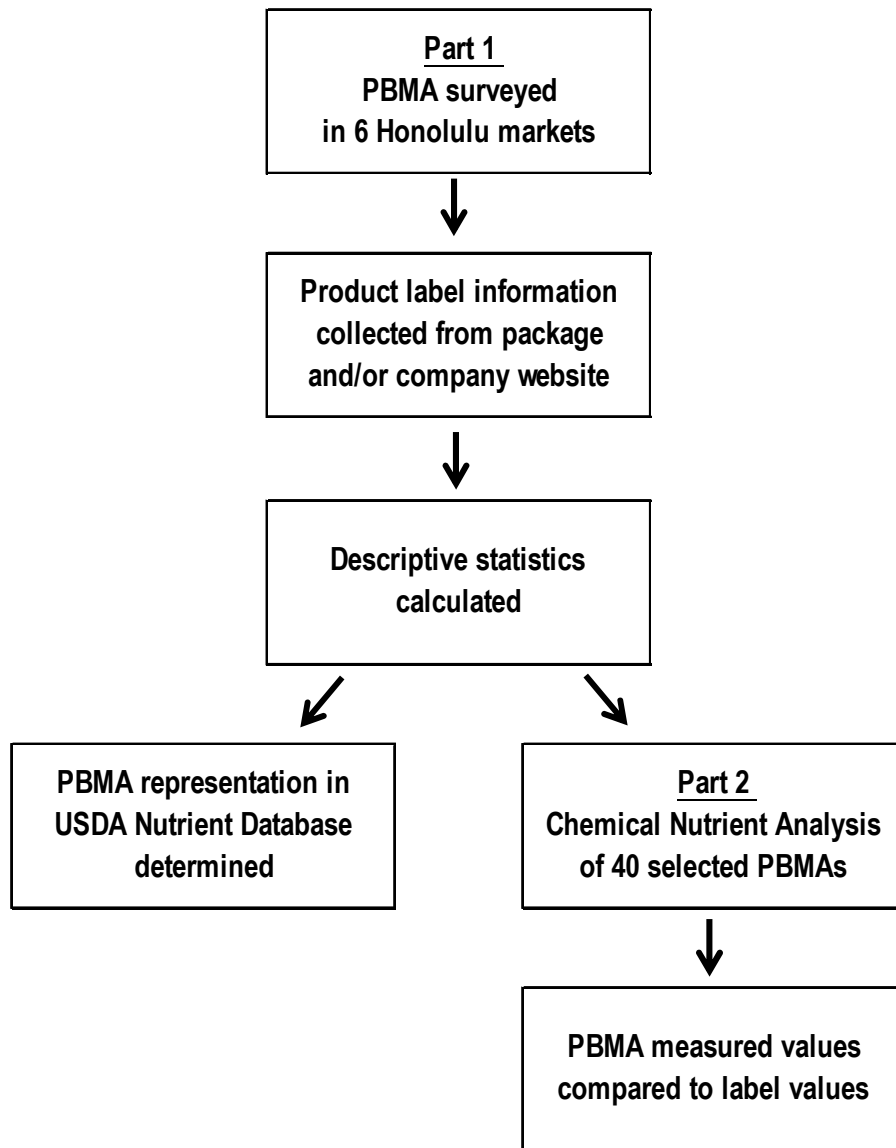 Part 1
PBMA surveyed
in 6 Honolulu markets
Product label information
collected from package
and/or company website
Descriptive statistics
calculated
PBMA representation in
USDA Nutrient Database
determined
Part 2
Chemical Nutrient Analysis
of 40 selected PBMAs
PBMA measured values
compared to label values